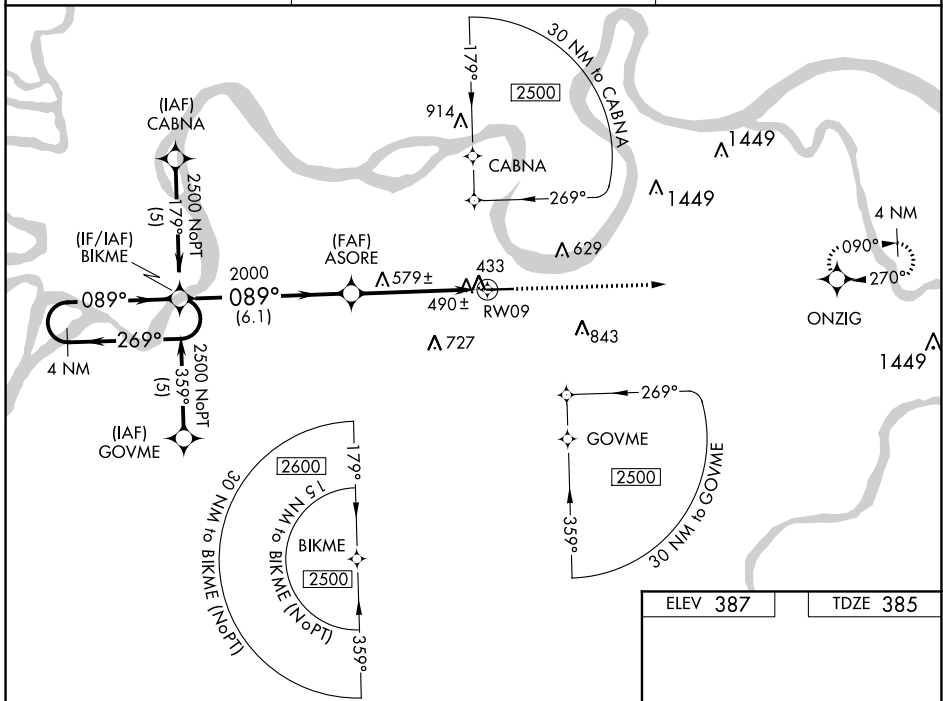 30 NM to CABNA
179°
2500
914
CABNA
269°
1449
1449
(IAF)
CABNA
2500 NoPT
179°
(5)
(IF/IAF)
BIKME
2000
089°
(6.1)
(FAF)
ASORE
579±
433
490±
RW09
629
4 NM
090°
270°
ONZIG
089°
269°
4 NM
2500 NoPT
359°
(5)
(IAF)
GOVME
727
843
1449
269°
GOVME
2500
359°
30 NM to GOVME
2600
179°
30 NM to BIKME (NoPT)
15 NM to BIKME (NoPT)
BIKME
2500
359°
ELEV 387
TDZE 385